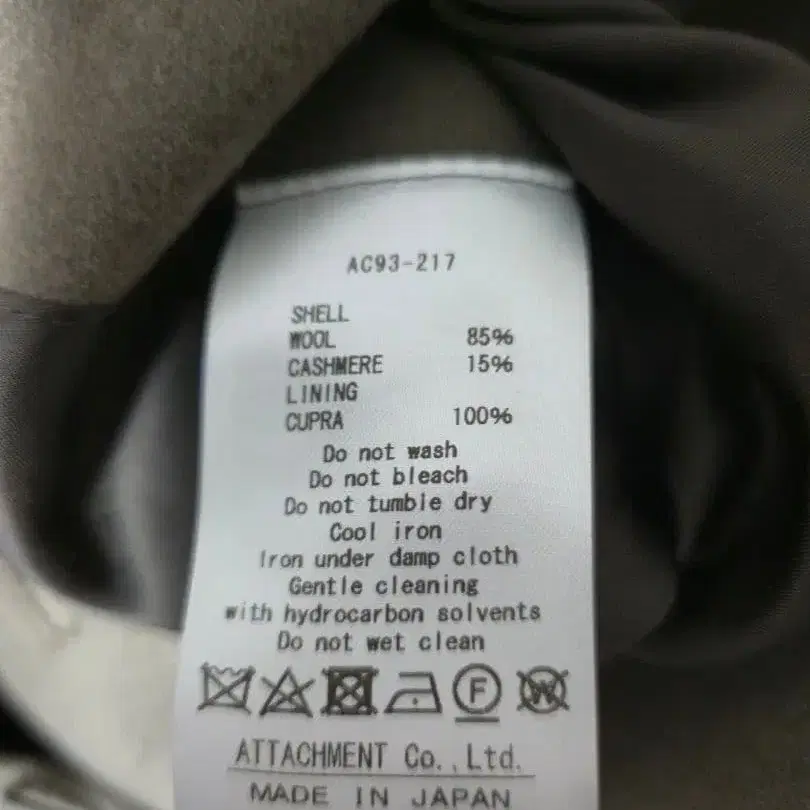 AC93-217
SHELL
WOOL 85%
CASHMERE 15%
LINING
CUPRA 100%
Do not wash
Do not bleach
Do not tumble dry
Cool iron
Iron under damp cloth
Gentle cleaning
with hydrocarbon solvents
Do not wet clean
F W
ATTACHMENT Co.,Ltd.
MADE IN JAPAN